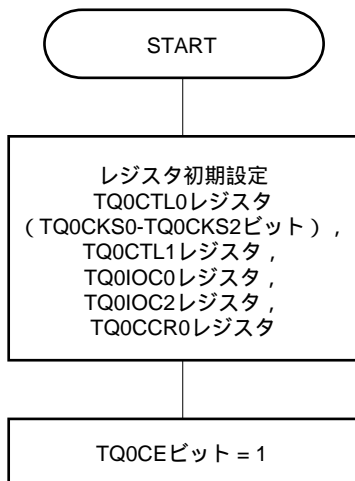 START
レジスタ初期設定
TQ0CTL0レジスタ
（TQ0CKS0-TQ0CKS2ビット），
TQ0CTL1レジスタ，
TQ0IOC0レジスタ，
TQ0IOC2レジスタ，
TQ0CCR0レジスタ
TQ0CEビット = 1